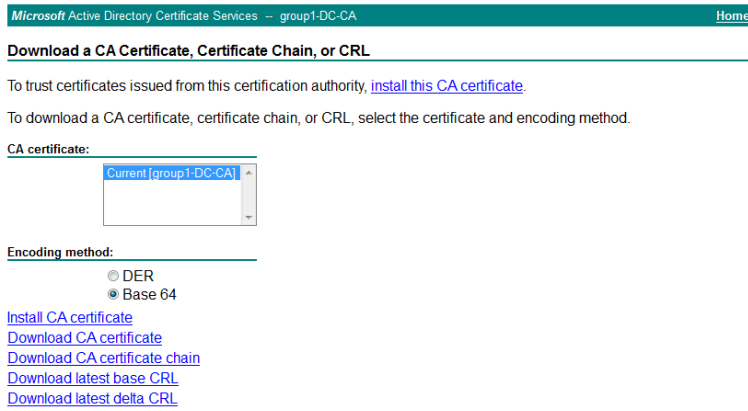 Microsoft Active Directory Certificate Services -- group1-DC-CA Home
Download a CA Certificate, Certificate Chain, or CRL
To trust certificates issued from this certification authority, install this CA certificate.
To download a CA certificate, certificate chain, or CRL, select the certificate and encoding method.
CA certificate:
Current [group1-DC-CA]
Encoding method:
DER
Base 64
Install CA certificate
Download CA certificate
Download CA certificate chain
Download latest base CRL
Download latest delta CRL